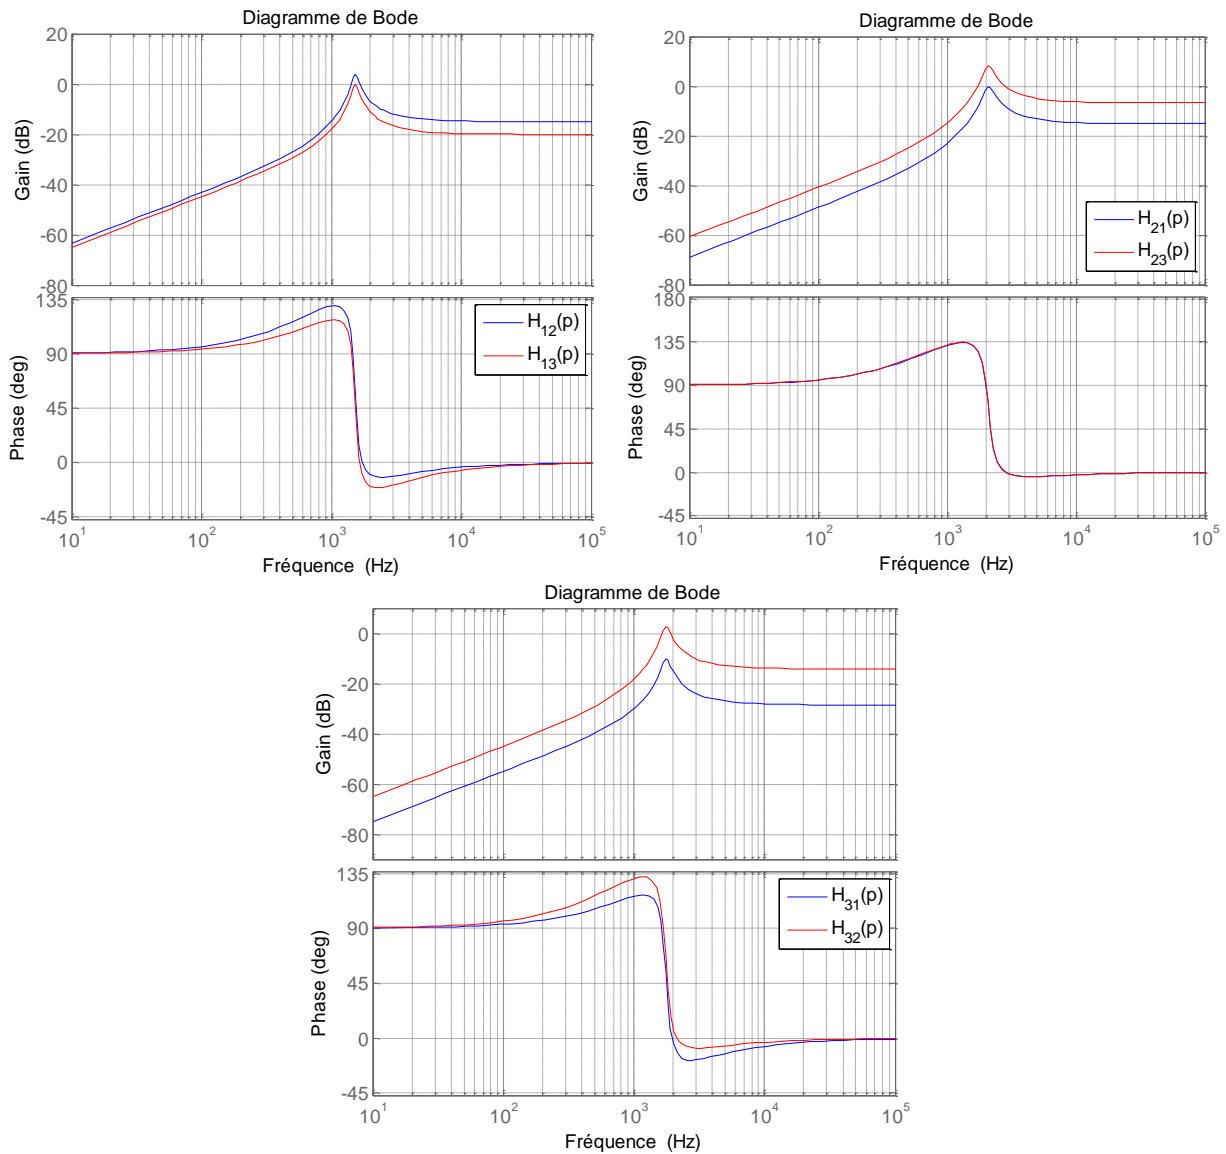 Diagramme de Bode
Gain (dB)
20
0
-20
-40
-60
-80
Phase (deg)
135
90
45
0
-45
H12(p)
H13(p)
10^1 10^2 10^3 10^4 10^5
Fréquence (Hz)
Diagramme de Bode
Gain (dB)
20
0
-20
-40
-60
-80
H21(p)
H23(p)
Phase (deg)
180
135
90
45
0
-45
10^1 10^2 10^3 10^4 10^5
Fréquence (Hz)
Diagramme de Bode
Gain (dB)
0
-20
-40
-60
-80
Phase (deg)
135
90
45
0
-45
H31(p)
H32(p)
10^1 10^2 10^3 10^4 10^5
Fréquence (Hz)